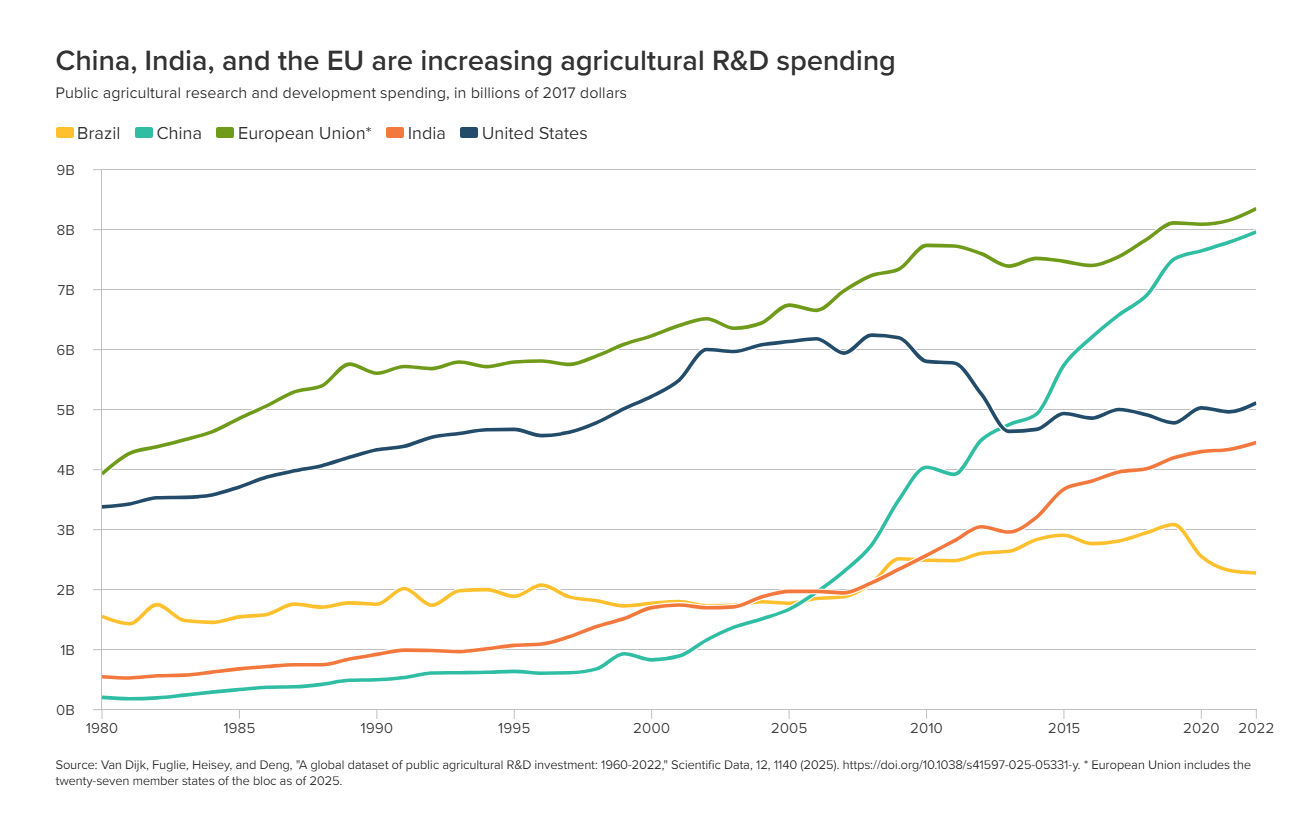 China, India, and the EU are increasing agricultural R&D spending
Public agricultural research and development spending, in billions of 2017 dollars
Brazil China European Union* India United States
9B
8B
7B
6B
5B
4B
3B
2B
1B
0B
1980 1985 1990 1995 2000 2005 2010 2015 2020 2022
Source: Van Dijk, Fuglie, Heisey, and Deng, "A global dataset of public agricultural R&D investment: 1960-2022," Scientific Data, 12, 1140 (2025). https://doi.org/10.1038/s41597-025-05331-y. * European Union includes the
twenty-seven member states of the bloc as of 2025.